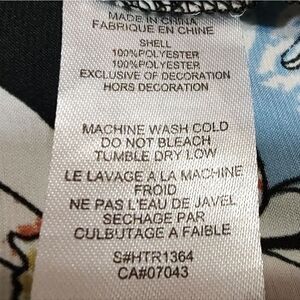 MADE IN CHINA
FABRIQUE EN CHINE
SHELL
100%POLYESTER
100%POLYESTER
EXCLUSIVE OF DECORATION
HORS DECORATION
MACHINE WASH COLD
DO NOT BLEACH
TUMBLE DRY LOW
LE LAVAGE A LA MACHINE
FROID
NE PAS L'EAU DE JAVEL
SECHAGE PAR
CULBUTAGE A FAIBLE
S#HTR1364
CA#07043